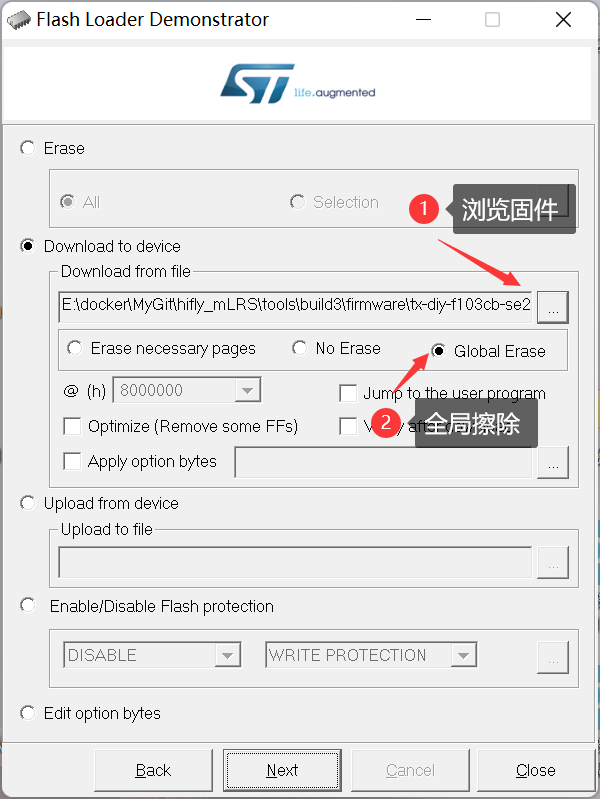 Flash Loader Demonstrator
ST life.augmented
Erase
All
Selection
1 浏览固件
Download to device
Download from file
E:\docker\MyGit\hifly_mLRS\tools\build3\firmware\tx-diy-f103cb-se2
...
Erase necessary pages
No Erase
Global Erase
@ (h) 8000000
Jump to the user program
Optimize (Remove some FFs)
2 全局擦除
Apply option bytes
...
Upload from device
Upload to file
...
Enable/Disable Flash protection
DISABLE
WRITE PROTECTION
...
Edit option bytes
Back
Next
Cancel
Close